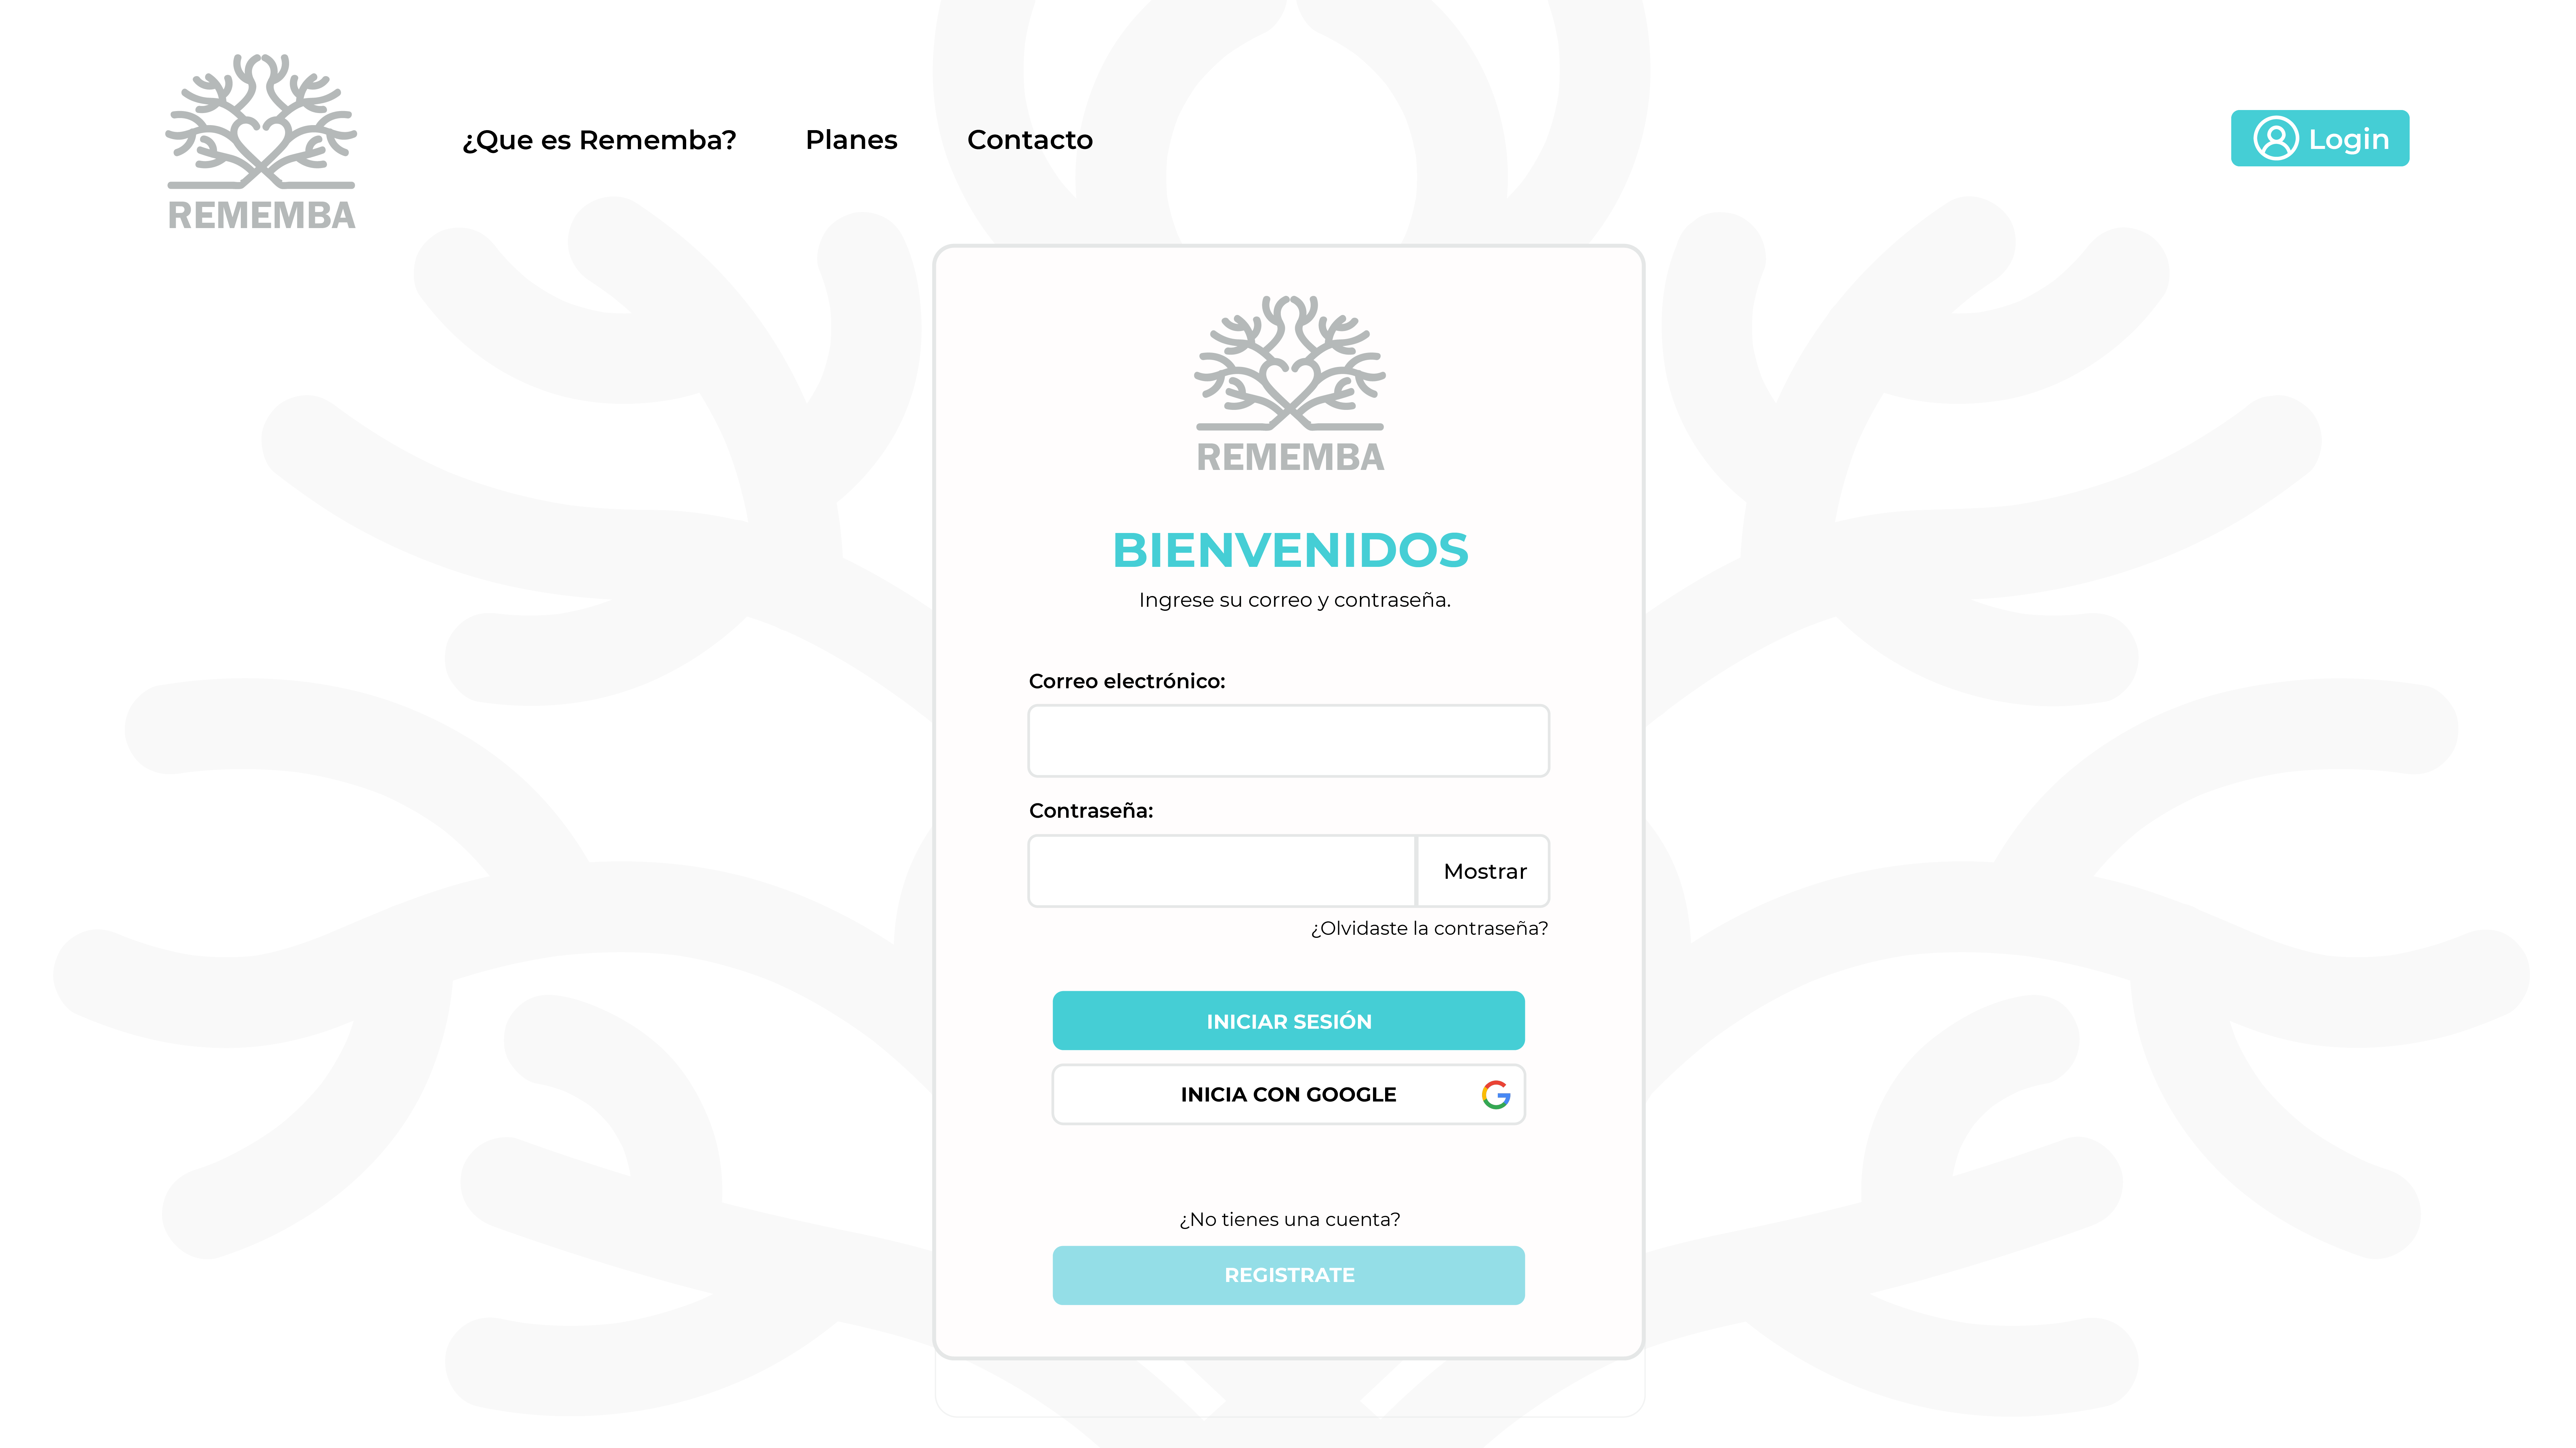 REMEMBA
¿Que es Rememba?
Planes
Contacto
Login
REMEMBA
BIENVENIDOS
Ingrese su correo y contraseña.
Correo electrónico:
Contraseña:
Mostrar
¿Olvidaste la contraseña?
INICIAR SESIÓN
INICIA CON GOOGLE
¿No tienes una cuenta?
REGISTRATE